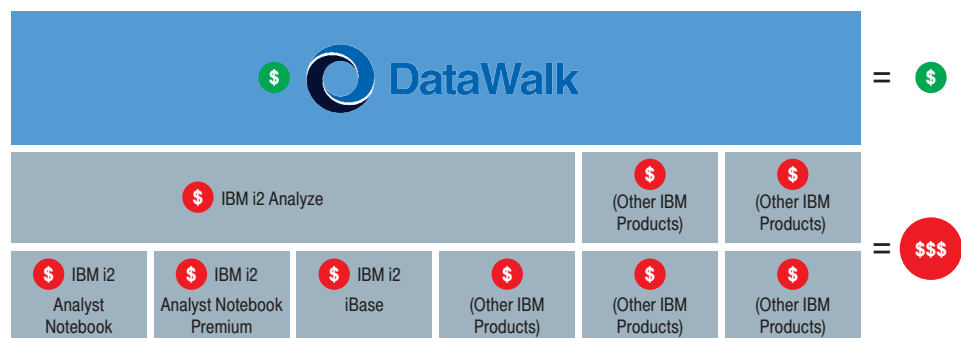 $ DataWalk = $
$ IBM i2 Analyze
$
(Other IBM
Products)
$
(Other IBM
Products)
= $$$
$ IBM i2
Analyst
Notebook
$ IBM i2
Analyst Notebook
Premium
$ IBM i2
iBase
$
(Other IBM
Products)
$
(Other IBM
Products)
$
(Other IBM
Products)